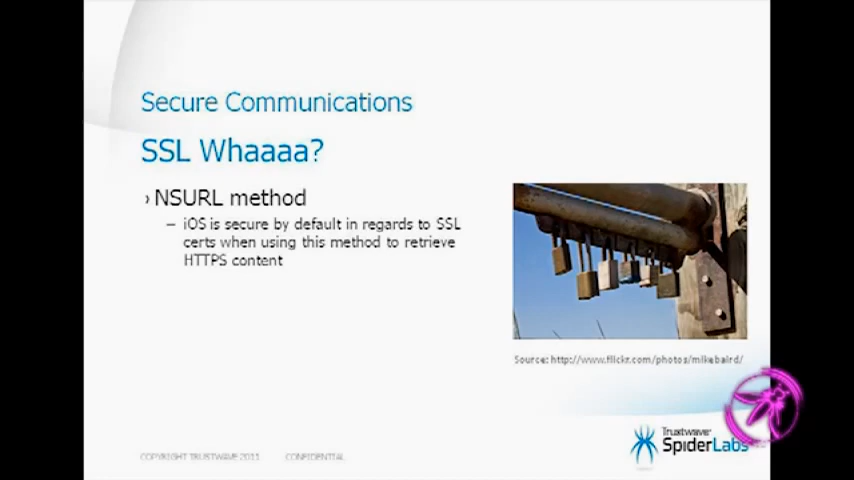 Secure Communications
SSL Whaaaa?
› NSURL method
– iOS is secure by default in regards to SSL
certs when using this method to retrieve
HTTPS content
Source: http://www.flickr.com/photos/mikebaird/
Trustwave®
SpiderLabs
COPYRIGHT TRUSTWAVE 2011 CONFIDENTIAL